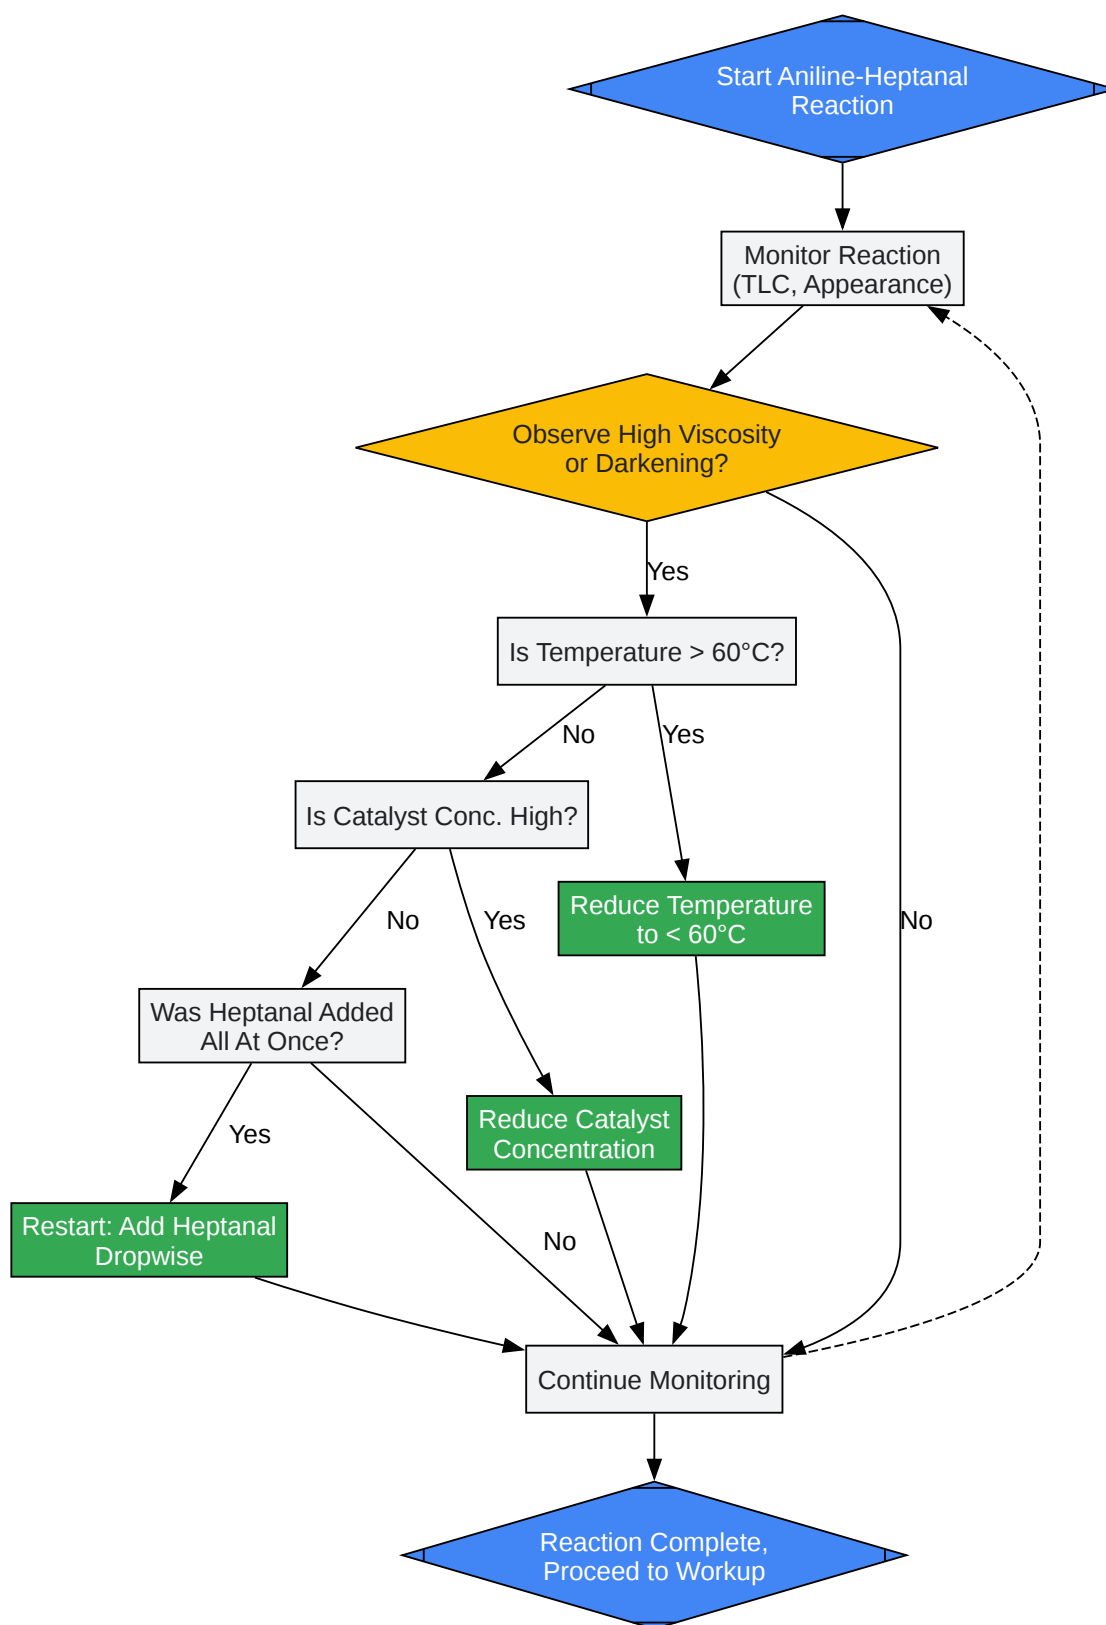 Start Aniline-Heptanal
Reaction
Monitor Reaction
(TLC, Appearance)
Observe High Viscosity
or Darkening?
Yes
Is Temperature > 60°C?
No
Yes
Is Catalyst Conc. High?
No
Yes
Reduce Temperature
to < 60°C
No
Was Heptanal Added
All At Once?
Yes
Reduce Catalyst
Concentration
Restart: Add Heptanal
Dropwise
No
Continue Monitoring
Reaction Complete,
Proceed to Workup